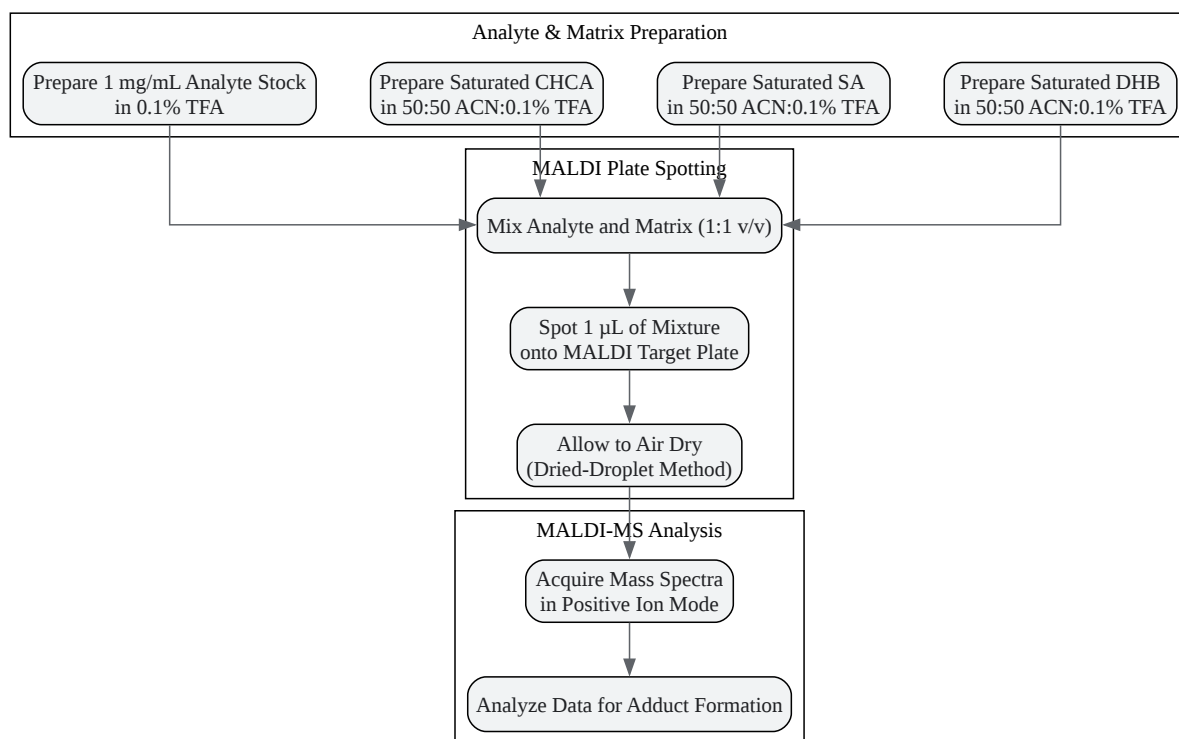 Analyte & Matrix Preparation
Prepare 1 mg/mL Analyte Stock
in 0.1% TFA
Prepare Saturated CHCA
in 50:50 ACN:0.1% TFA
Prepare Saturated SA
in 50:50 ACN:0.1% TFA
Prepare Saturated DHB
in 50:50 ACN:0.1% TFA
MALDI Plate Spotting
Mix Analyte and Matrix (1:1 v/v)
Spot 1 µL of Mixture
onto MALDI Target Plate
Allow to Air Dry
(Dried-Droplet Method)
MALDI-MS Analysis
Acquire Mass Spectra
in Positive Ion Mode
Analyze Data for Adduct Formation